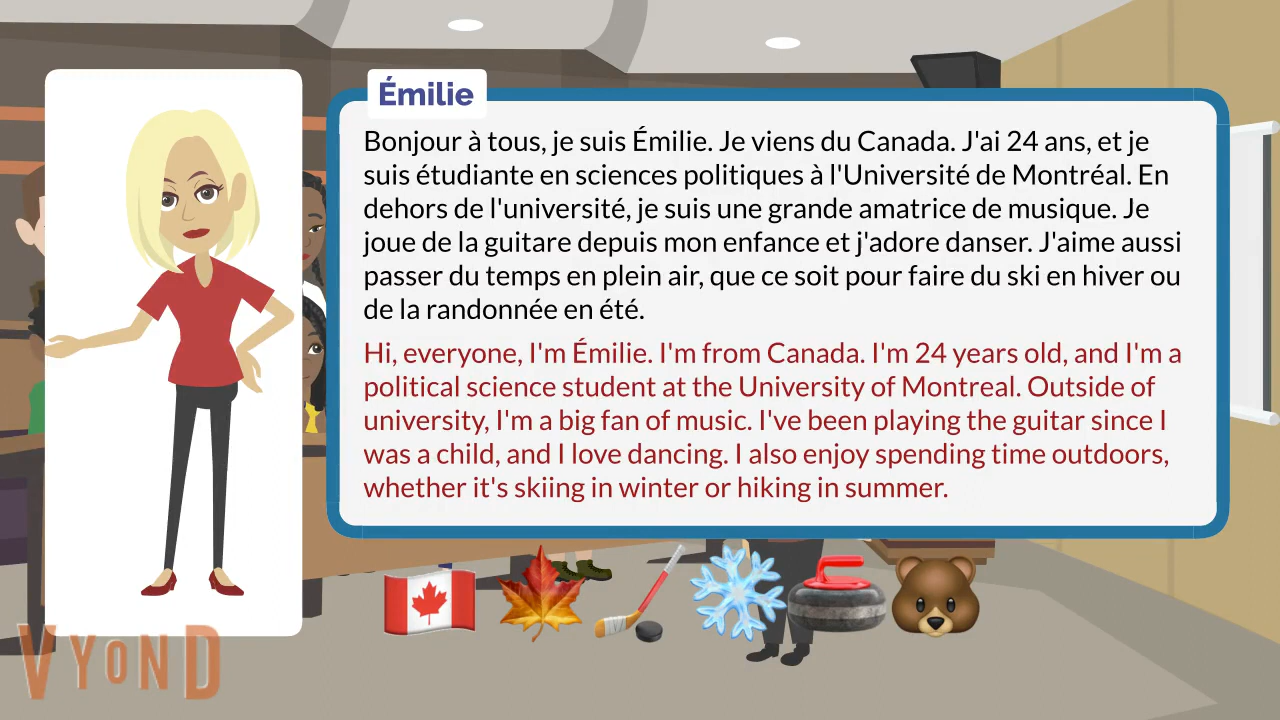 Émilie
Bonjour à tous, je suis Émilie. Je viens du Canada. J'ai 24 ans, et je
suis étudiante en sciences politiques à l'Université de Montréal. En
dehors de l'université, je suis une grande amatrice de musique. Je
joue de la guitare depuis mon enfance et j'adore danser. J'aime aussi
passer du temps en plein air, que ce soit pour faire du ski en hiver ou
de la randonnée en été.
Hi, everyone, I'm Émilie. I'm from Canada. I'm 24 years old, and I'm a
political science student at the University of Montreal. Outside of
university, I'm a big fan of music. I've been playing the guitar since I
was a child, and I love dancing. I also enjoy spending time outdoors,
whether it's skiing in winter or hiking in summer.
VYOND